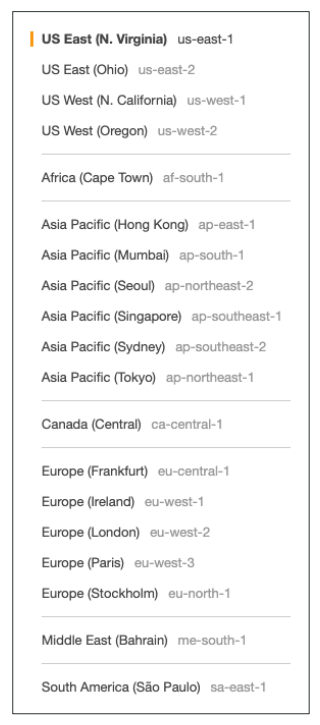 US East (N. Virginia) us-east-1
US East (Ohio) us-east-2
US West (N. California) us-west-1
US West (Oregon) us-west-2
Africa (Cape Town) af-south-1
Asia Pacific (Hong Kong) ap-east-1
Asia Pacific (Mumbai) ap-south-1
Asia Pacific (Seoul) ap-northeast-2
Asia Pacific (Singapore) ap-southeast-1
Asia Pacific (Sydney) ap-southeast-2
Asia Pacific (Tokyo) ap-northeast-1
Canada (Central) ca-central-1
Europe (Frankfurt) eu-central-1
Europe (Ireland) eu-west-1
Europe (London) eu-west-2
Europe (Paris) eu-west-3
Europe (Stockholm) eu-north-1
Middle East (Bahrain) me-south-1
South America (São Paulo) sa-east-1